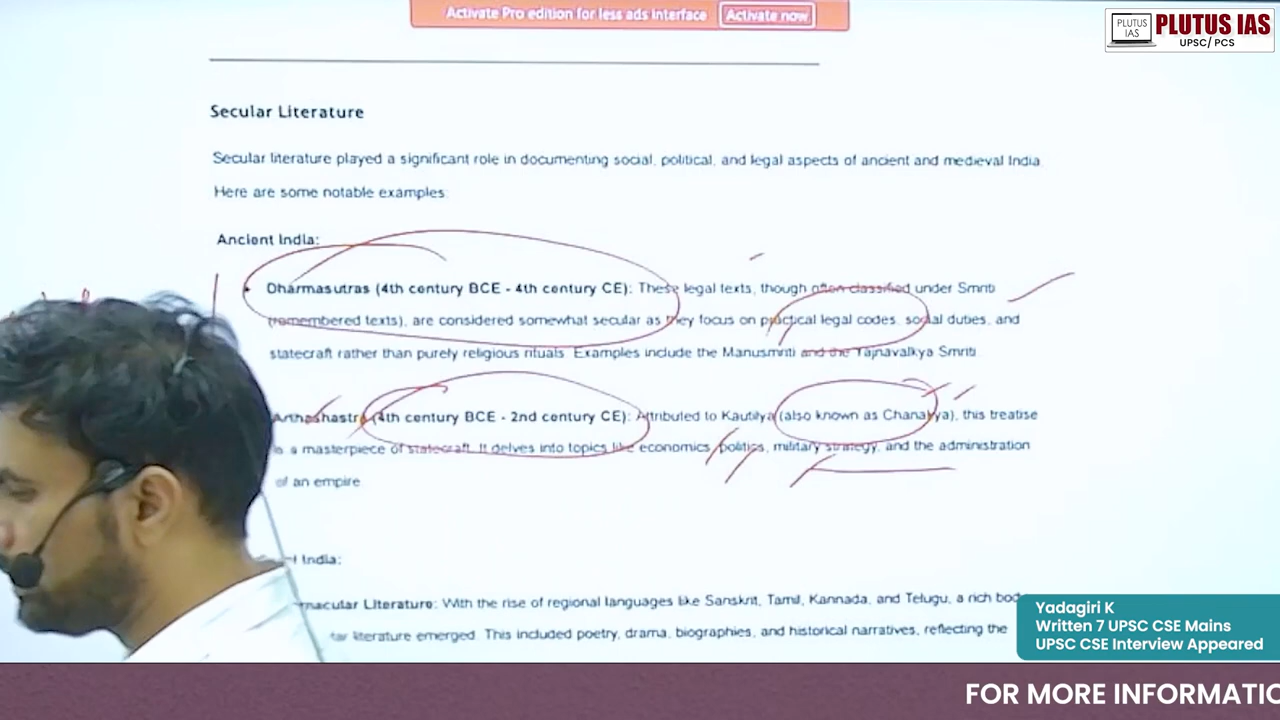 Activate Pro edition for less ads interface Activate now
PLUTUS IAS
PLUTUS IAS
UPSC/ PCS
Secular Literature
Secular literature played a significant role in documenting social, political, and legal aspects of ancient and medieval India.
Here are some notable examples:
Ancient India:
Dharmasutras (4th century BCE - 4th century CE): These legal texts, though often classified under Smriti
(remembered texts), are considered somewhat secular as they focus on practical legal codes, social duties, and
statecraft rather than purely religious rituals. Examples include the Manusmriti and the Yajnavalkya Smriti.
Arthashastra (4th century BCE - 2nd century CE): Attributed to Kautilya (also known as Chanakya), this treatise
is a masterpiece of statecraft. It delves into topics like economics, politics, military strategy, and the administration
of an empire.
India:
Literature: With the rise of regional languages like Sanskrit, Tamil, Kannada, and Telugu, a rich
literature emerged. This included poetry, drama, biographies, and historical narratives, reflecting the
Yadagiri K
Written 7 UPSC CSE Mains
UPSC CSE Interview Appeared
FOR MORE